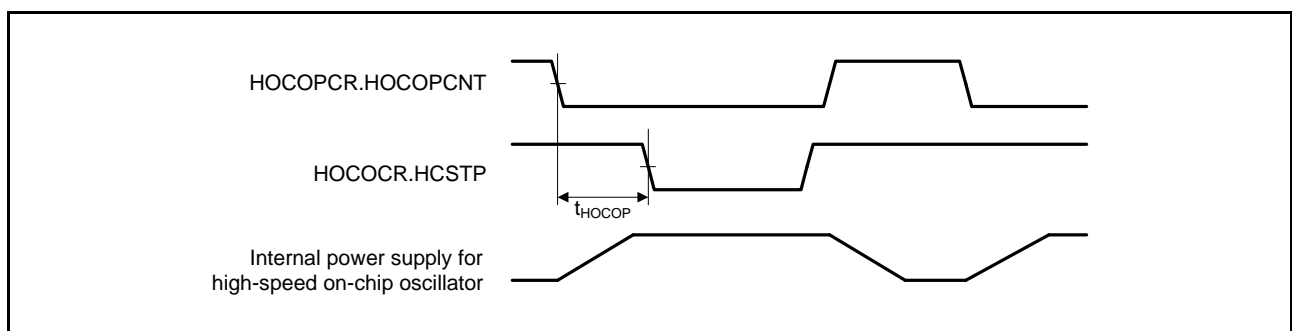 HOCOPCR.HOCOPCNT
HOCOCR.HCSTP
tHOCOP
Internal power supply for
high-speed on-chip oscillator